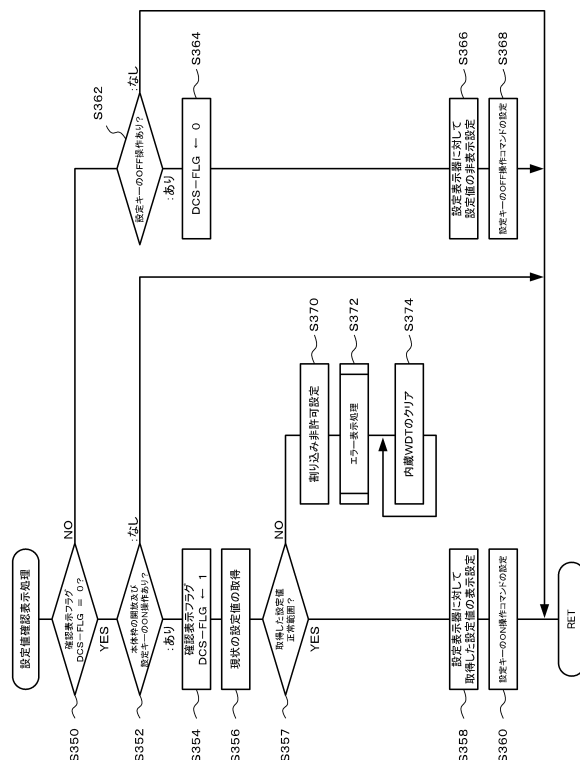 設定値確認表示処理
S350
確認表示フラグ
DCS-FLG = 0?
NO
YES
S352
本体枠の開放及び
設定キーのON操作あり?
:なし
:あり
S354
確認表示フラグ
DCS-FLG ← 1
S356
現状の設定値の取得
S357
取得した設定値
正常範囲?
NO
YES
S358
設定表示器に対して
取得した設定値の表示設定
S360
設定キーのON操作コマンドの設定
RET
S370
割り込み非許可設定
S372
エラー表示処理
S374
内蔵WDTのクリア
S362
設定キーのOFF操作あり?
:なし
:あり
S364
DCS-FLG ← 0
S366
設定表示器に対して
設定値の非表示設定
S368
設定キーのOFF操作コマンドの設定